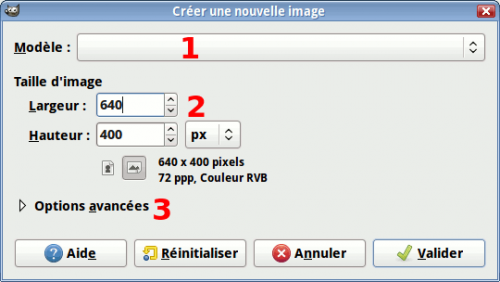 Créer une nouvelle image
Modèle : 1
Taille d'image
Largeur : 640 2
Hauteur : 400 px
640 x 400 pixels
72 ppp, Couleur RVB
Options avancées 3
Aide Réinitialiser Annuler Valider